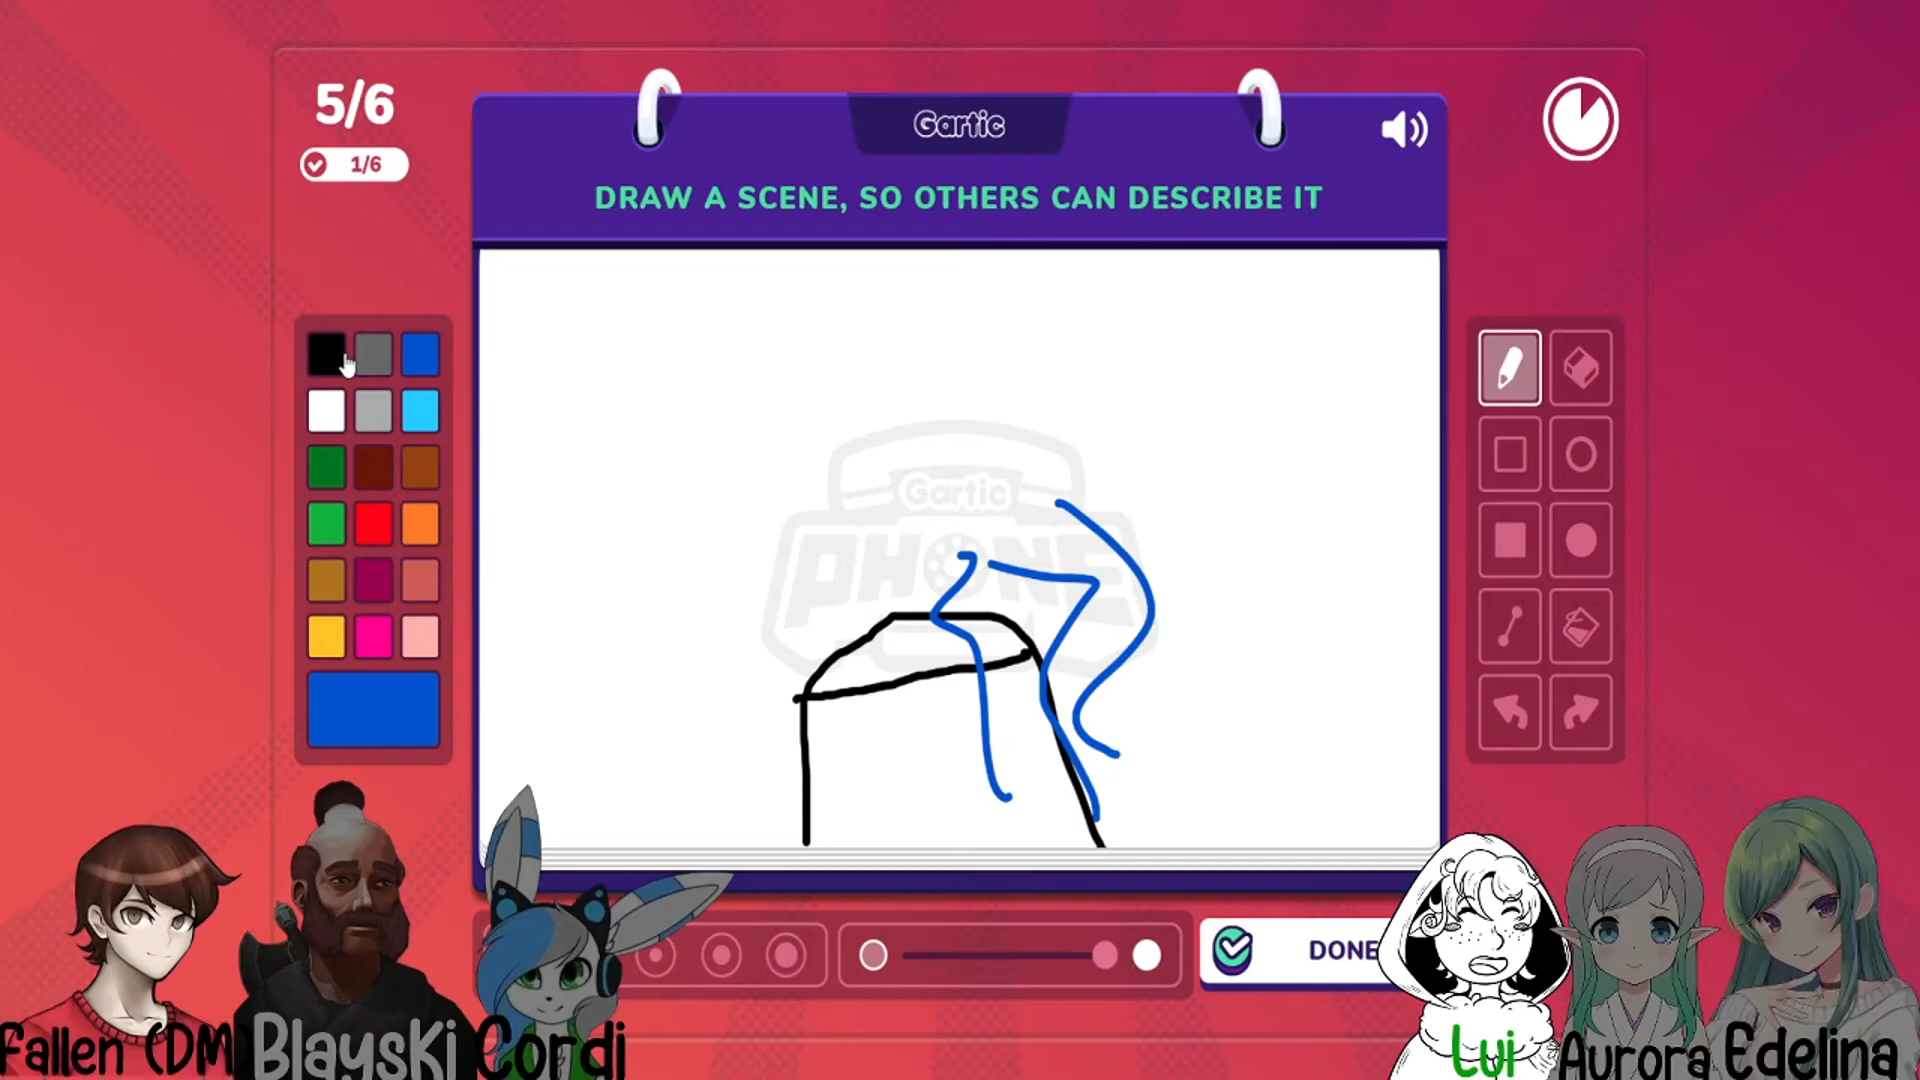 5/6
1/6
Gartic
DRAW A SCENE, SO OTHERS CAN DESCRIBE IT
Gartic
PHONE
DONE
Fallen (DM)
Blayski
Cordi
Lui
Aurora
Edelina